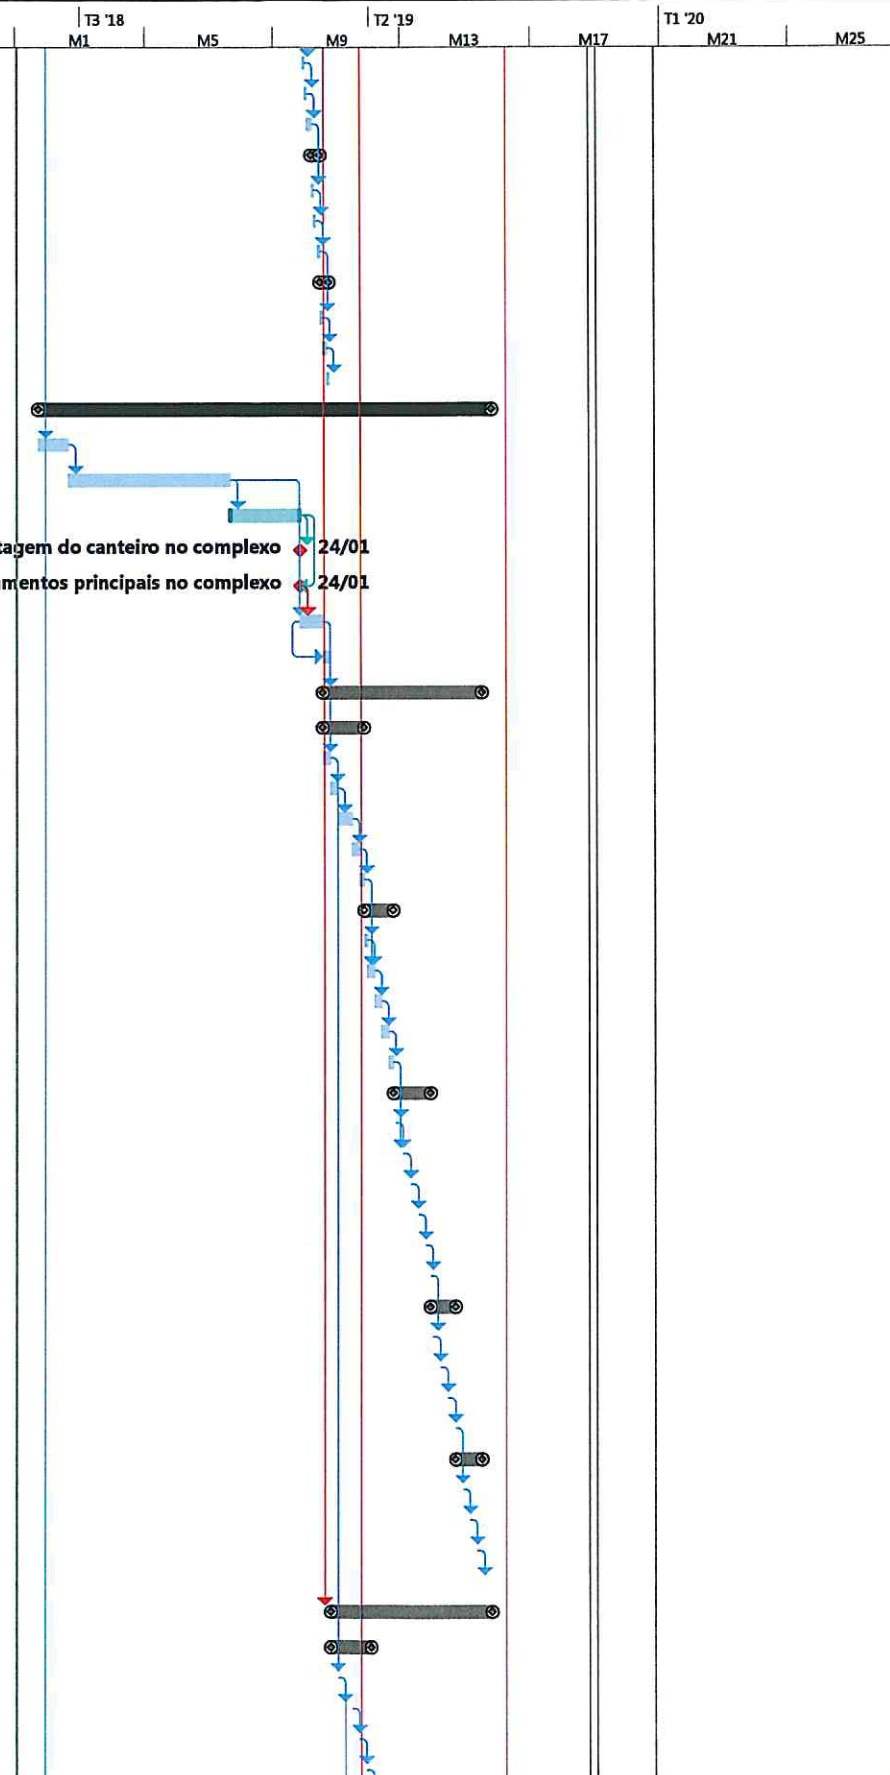 T3 '18 T2 '19 T1 '20
M1 M5 M9 M13 M17 M21 M25
tagem do canteiro no complexo 24/01
mentos principais no complexo 24/01